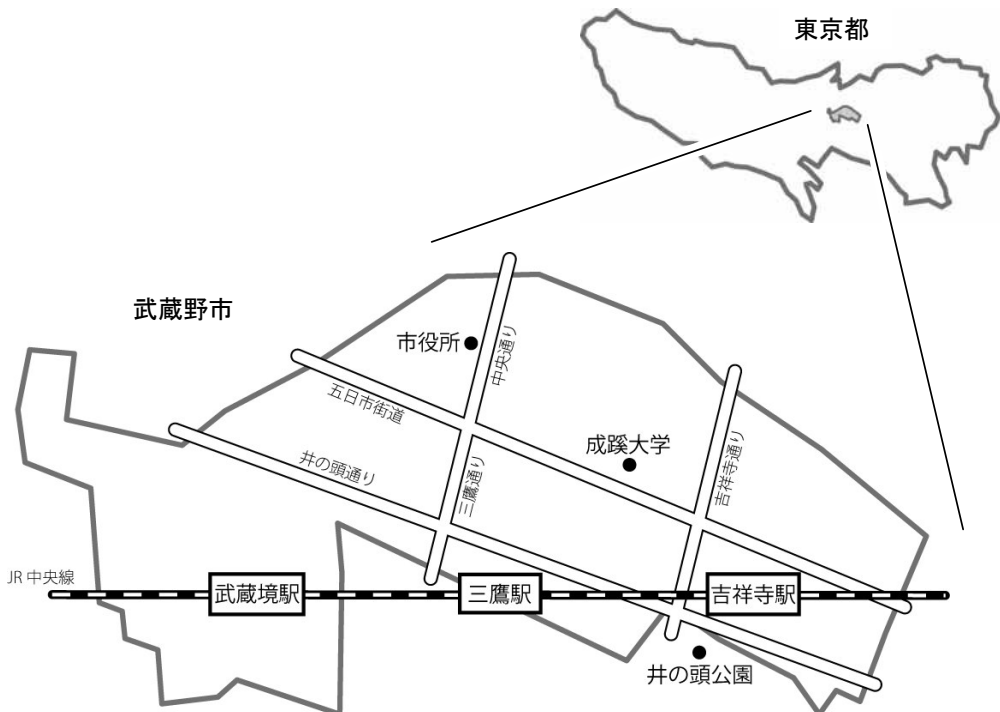 東京都
武蔵野市
市役所
中央通り
五日市街道
成蹊大学
吉祥寺通り
井の頭通り
三鷹通り
JR 中央線
武蔵境駅
三鷹駅
吉祥寺駅
井の頭公園